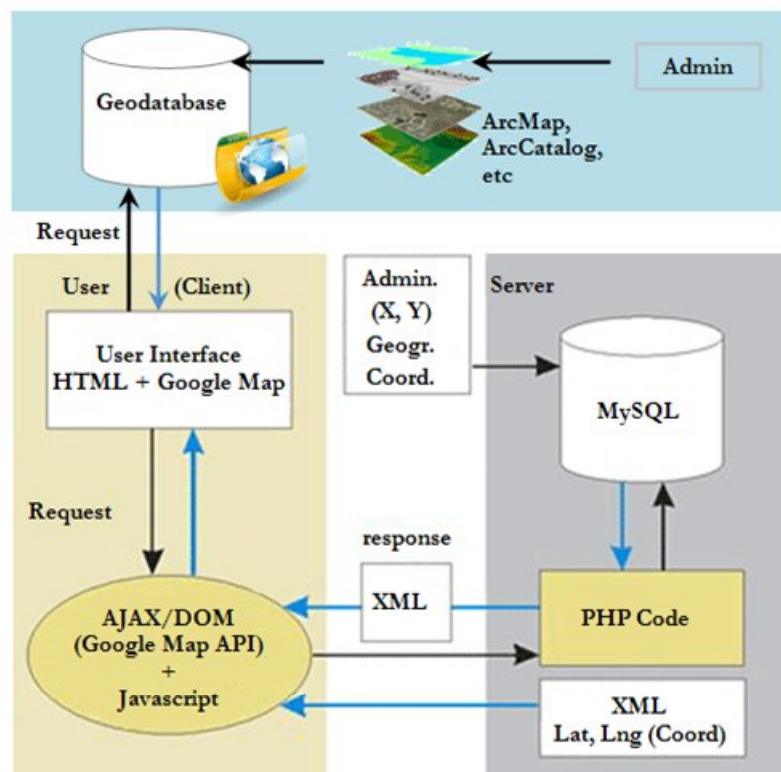 Geodatabase
Admin
ArcMap,
ArcCatalog,
etc
Request
User
(Client)
Admin.
(X, Y)
Geogr.
Coord.
Server
User Interface
HTML + Google Map
MySQL
Request
response
XML
AJAX/DOM
(Google Map API)
+
Javascript
PHP Code
XML
Lat, Lng (Coord)